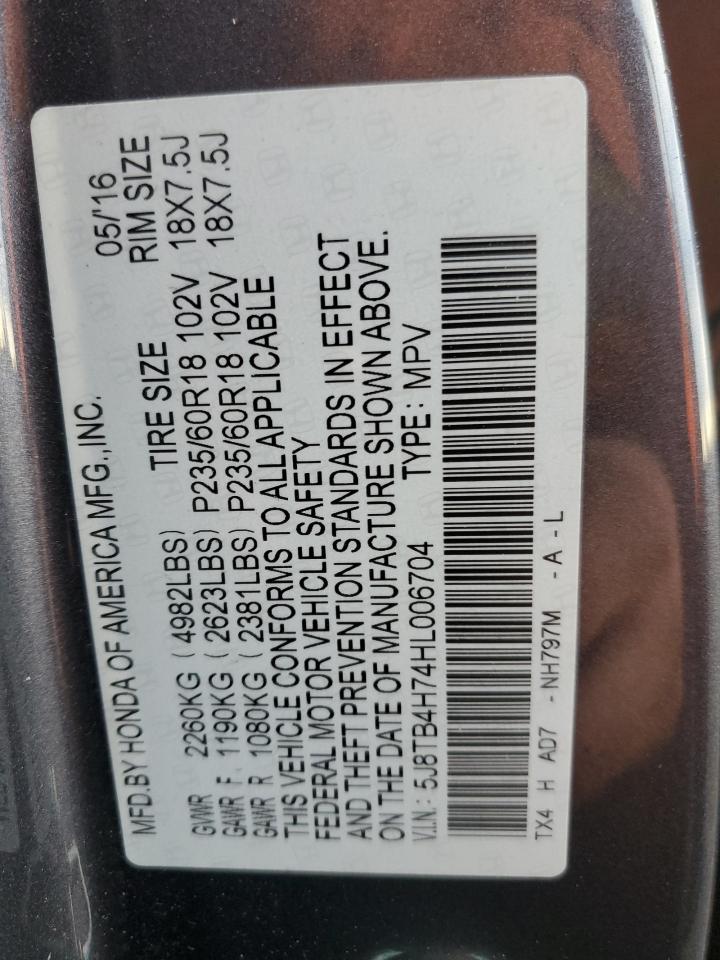 MFD.BY HONDA OF AMERICA MFG.,INC. 05/'16
TIRE SIZE RIM SIZE
GVWR 2260KG (4982LBS)
GAWR F. 1190KG (2623LBS) P235/60R18 102V 18X7.5J
GAWR R 1080KG (2381LBS) P235/60R18 102V 18X7.5J
THIS VEHICLE CONFORMS TO ALL APPLICABLE
FEDERAL MOTOR VEHICLE SAFETY
AND THEFT PREVENTION STANDARDS IN EFFECT
ON THE DATE OF MANUFACTURE SHOWN ABOVE.
V.I.N.: 5J8TB4H74HL006704 TYPE: MPV
TX4 H AD7 -NH797M -A-L